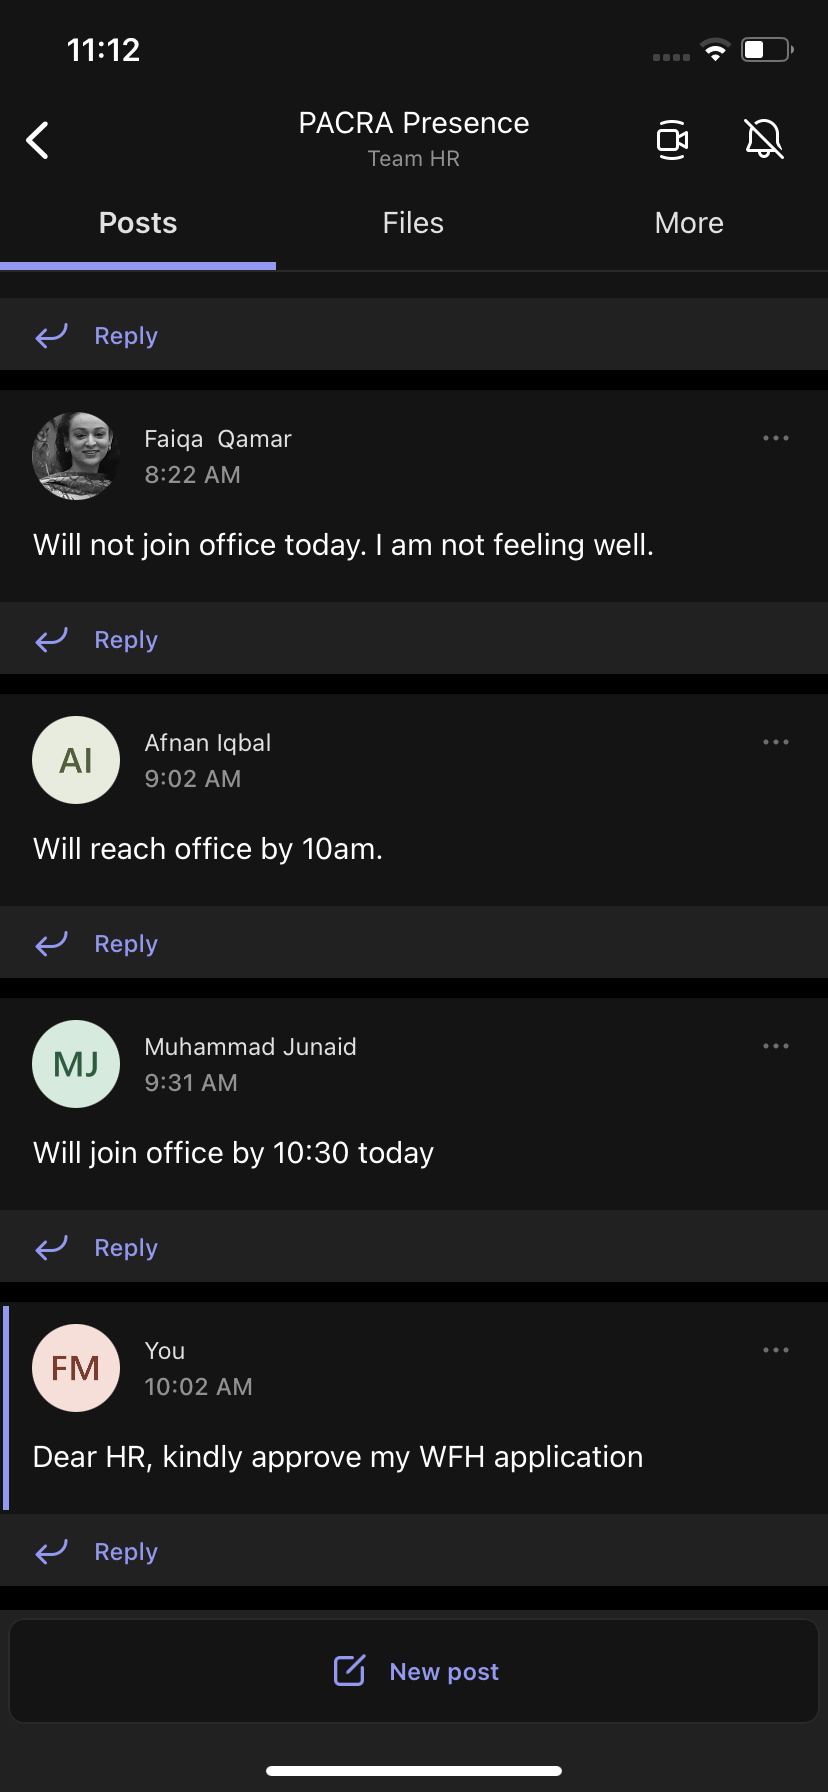 11:12
PACRA Presence
Team HR
Posts Files More
Reply
Faiqa  Qamar
8:22 AM
Will not join office today. I am not feeling well.
Reply
AI
Afnan Iqbal
9:02 AM
Will reach office by 10am.
Reply
MJ
Muhammad Junaid
9:31 AM
Will join office by 10:30 today
Reply
FM
You
10:02 AM
Dear HR, kindly approve my WFH application
Reply
New post